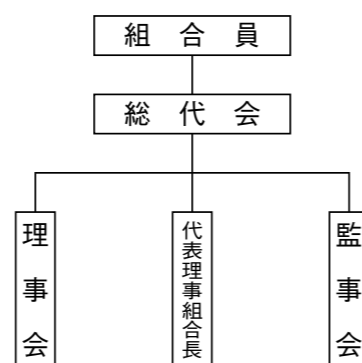 組合員
総代会
理事会
代表理事組合長
監事会